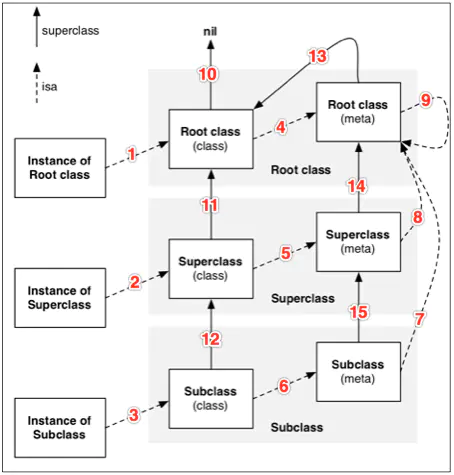 superclass
nil
13
10
isa
9
Root class
(meta)
Root class
(class)
4
1
Instance of
Root class
Root class
14
11
8
Superclass
(meta)
5
Superclass
(class)
2
Instance of
Superclass
Superclass
15
7
12
Subclass
(meta)
6
Subclass
(class)
3
Instance of
Subclass
Subclass